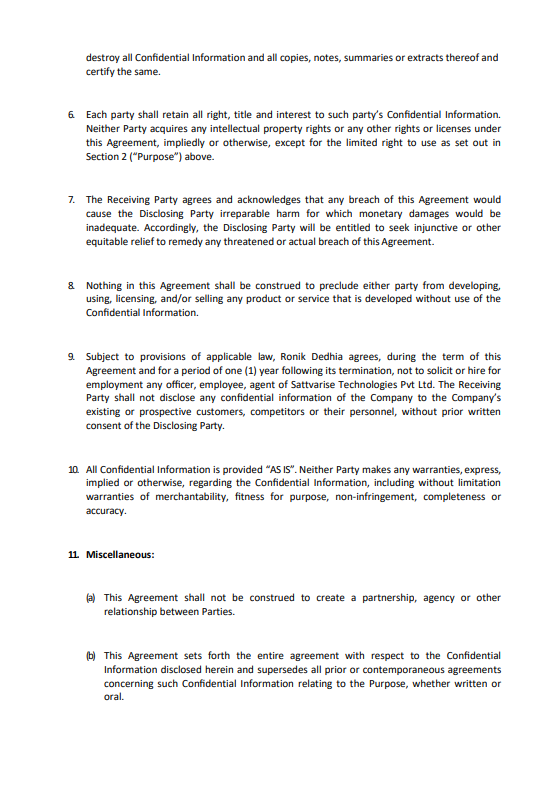 destroy all Confidential Information and all copies, notes, summaries or extracts thereof and
certify the same.
6. Each party shall retain all right, title and interest to such party's Confidential Information.
Neither Party acquires any intellectual property rights or any other rights or licenses under
this Agreement, impliedly or otherwise, except for the limited right to use as set out in
Section 2 ("Purpose") above.
7. The Receiving Party agrees and acknowledges that any breach of this Agreement would
cause the Disclosing Party irreparable harm for which monetary damages would be
inadequate. Accordingly, the Disclosing Party will be entitled to seek injunctive or other
equitable relief to remedy any threatened or actual breach of this Agreement.
8. Nothing in this Agreement shall be construed to preclude either party from developing,
using, licensing, and/or selling any product or service that is developed without use of the
Confidential Information.
9. Subject to provisions of applicable law, Ronik Dedhia agrees, during the term of this
Agreement and for a period of one (1) year following its termination, not to solicit or hire for
employment any officer, employee, agent of Sattvarise Technologies Pvt Ltd. The Receiving
Party shall not disclose any confidential information of the Company to the Company's
existing or prospective customers, competitors or their personnel, without prior written
consent of the Disclosing Party.
10. All Confidential Information is provided "AS IS". Neither Party makes any warranties, express,
implied or otherwise, regarding the Confidential Information, including without limitation
warranties of merchantability, fitness for purpose, non-infringement, completeness or
accuracy.
11. Miscellaneous:
(a) This Agreement shall not be construed to create a partnership, agency or other
relationship between Parties.
(b) This Agreement sets forth the entire agreement with respect to the Confidential
Information disclosed herein and supersedes all prior or contemporaneous agreements
concerning such Confidential Information relating to the Purpose, whether written or
oral.